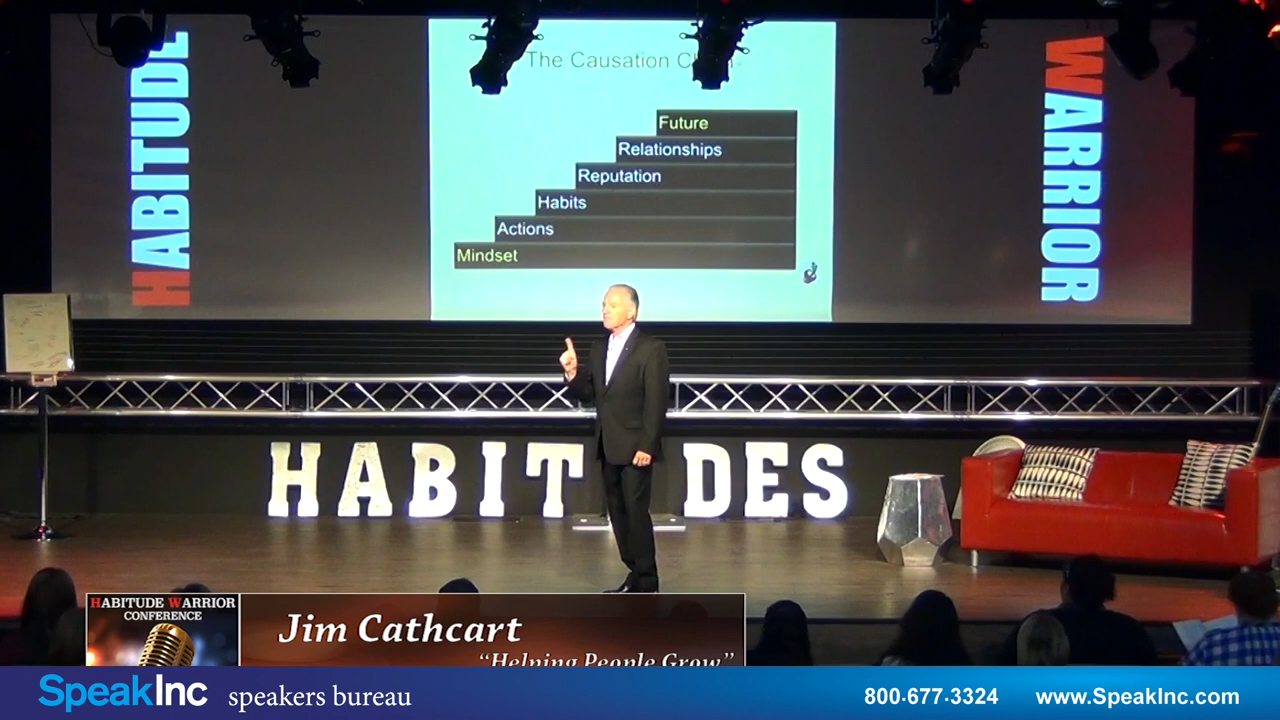 HABITUDE
WARRIOR
The Causation
Future
Relationships
Reputation
Habits
Actions
Mindset
HABIT DES
HABITUDE WARRIOR
CONFERENCE
Jim Cathcart
“Helping People Grow”
SpeakInc speakers bureau
800-677-3324 www.SpeakInc.com